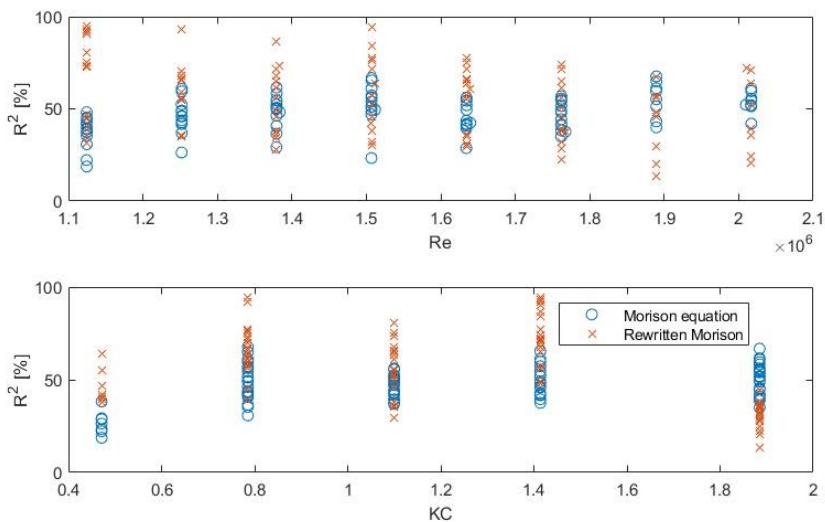 100
50
0
R² [%]
1.1 1.2 1.3 1.4 1.5 1.6 1.7 1.8 1.9 2 2.1
Re
×10⁶
100
50
0
R² [%]
Morison equation
Rewritten Morison
0.4 0.6 0.8 1 1.2 1.4 1.6 1.8 2
KC